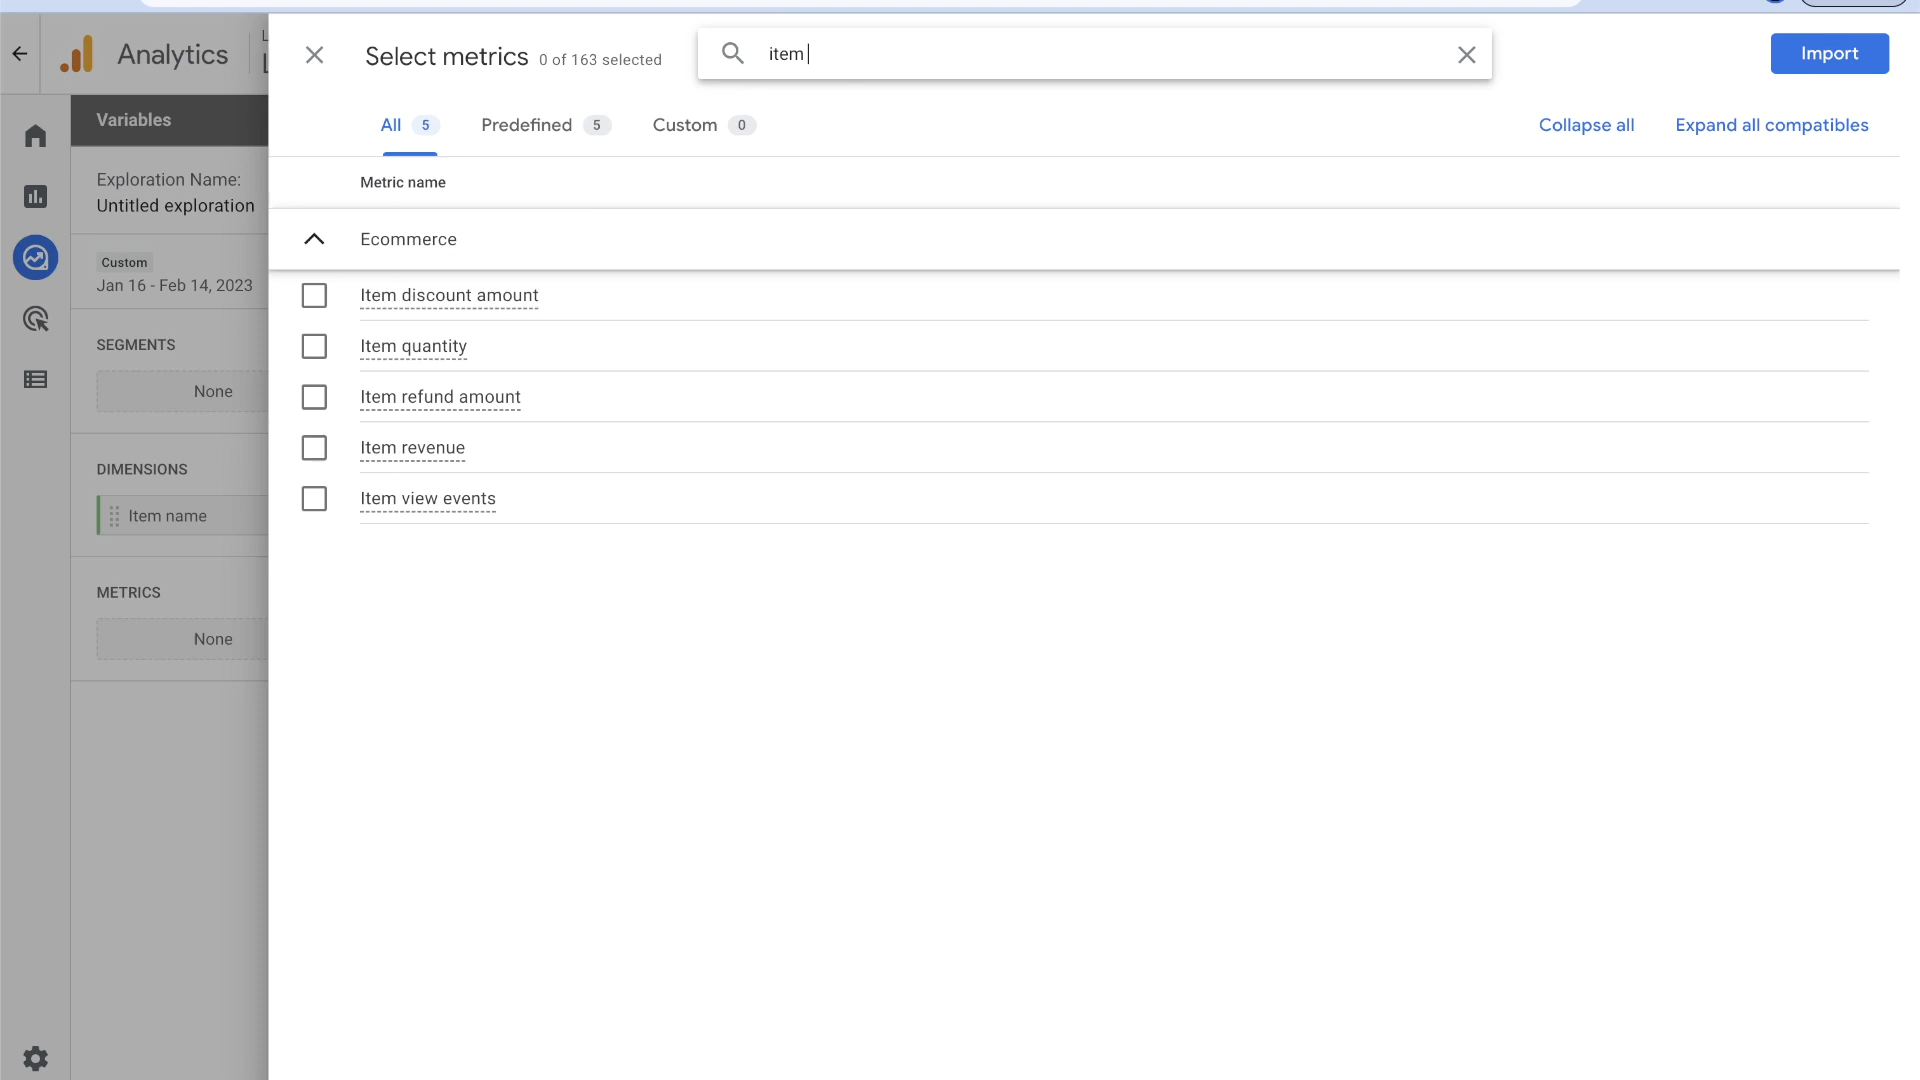 Analytics
Select metrics 0 of 163 selected
item
Import
Variables
All 5
Predefined 5
Custom 0
Collapse all
Expand all compatibles
Exploration Name:
Untitled exploration
Metric name
Ecommerce
Custom
Jan 16 - Feb 14, 2023
Item discount amount
SEGMENTS
None
Item quantity
Item refund amount
Item revenue
DIMENSIONS
Item name
Item view events
METRICS
None